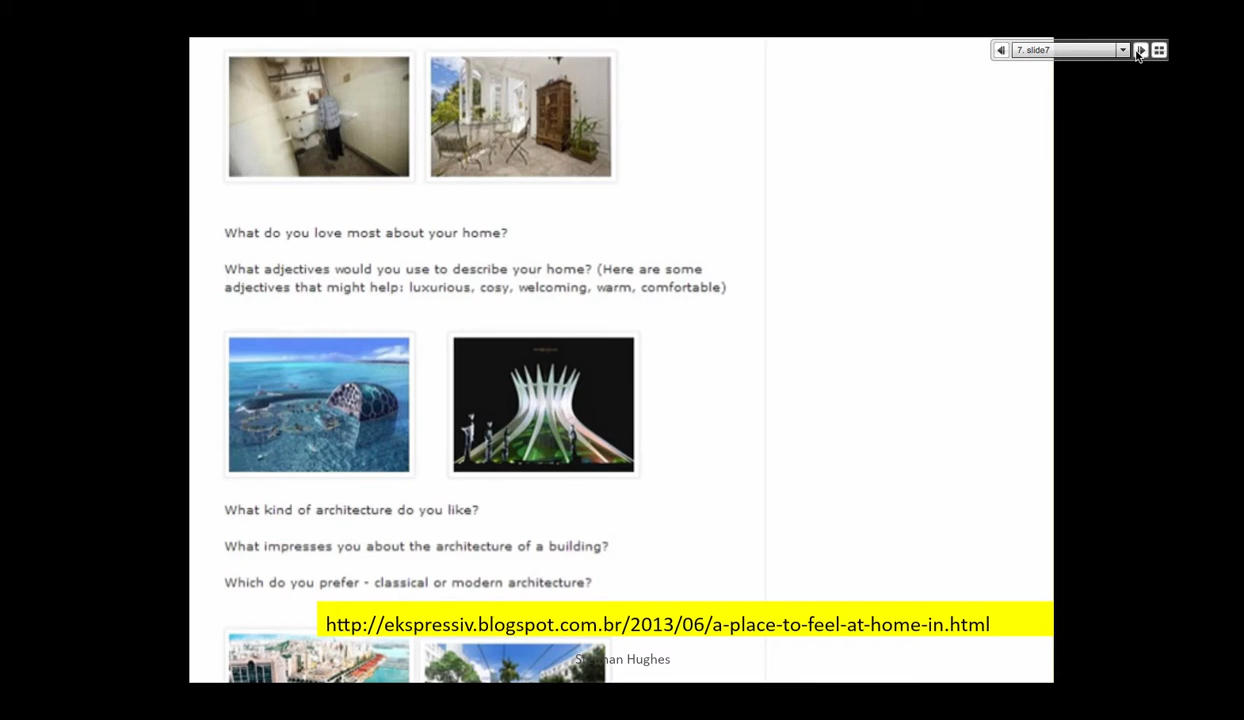 7. slide7
What do you love most about your home?
What adjectives would you use to describe your home? (Here are some
adjectives that might help: luxurious, cosy, welcoming, warm, comfortable)
What kind of architecture do you like?
What impresses you about the architecture of a building?
Which do you prefer - classical or modern architecture?
http://ekspressiv.blogspot.com.br/2013/06/a-place-to-feel-at-home-in.html
Hughes